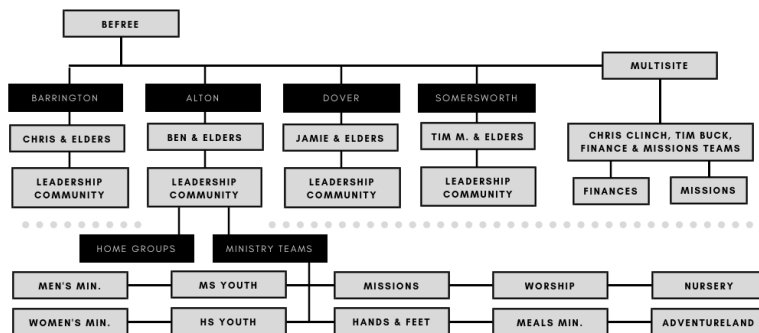 BEFREE
MULTISITE
BARRINGTON
ALTON
DOVER
SOMERSWORTH
CHRIS & ELDERS
BEN & ELDERS
JAMIE & ELDERS
TIM M. & ELDERS
CHRIS CLINCH, TIM BUCK,
FINANCE & MISSIONS TEAMS
LEADERSHIP
COMMUNITY
LEADERSHIP
COMMUNITY
LEADERSHIP
COMMUNITY
LEADERSHIP
COMMUNITY
FINANCES
MISSIONS
HOME GROUPS
MINISTRY TEAMS
MEN'S MIN.
MS YOUTH
MISSIONS
WORSHIP
NURSERY
WOMEN'S MIN.
HS YOUTH
HANDS & FEET
MEALS MIN.
ADVENTURELAND